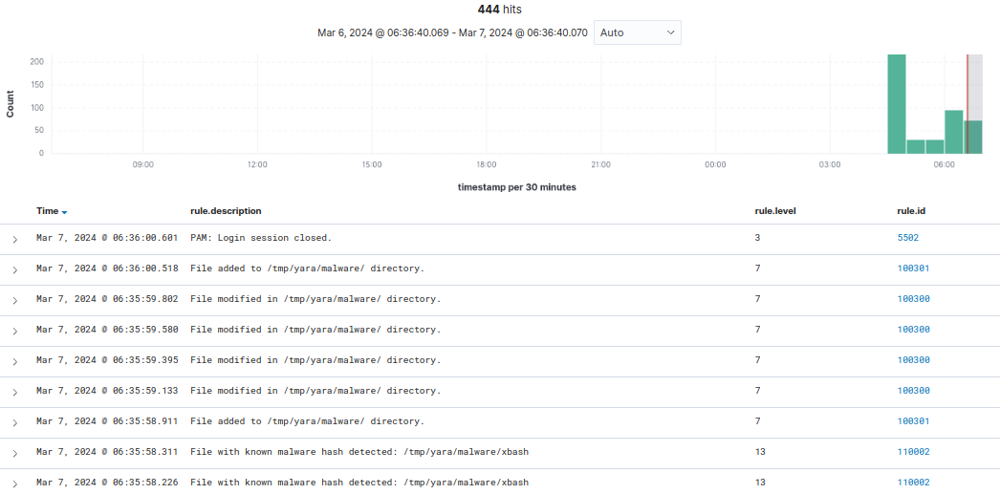 444 hits
Mar 6, 2024 @ 06:36:40.069 - Mar 7, 2024 @ 06:36:40.070 Auto
200
150
100
50
0
Count
09:00 12:00 15:00 18:00 21:00 00:00 03:00 06:00
timestamp per 30 minutes
Time rule.description rule.level rule.id
Mar 7, 2024 @ 06:36:00.601 PAM: Login session closed. 3 5502
Mar 7, 2024 @ 06:36:00.518 File added to /tmp/yara/malware/ directory. 7 100301
Mar 7, 2024 @ 06:35:59.802 File modified in /tmp/yara/malware/ directory. 7 100300
Mar 7, 2024 @ 06:35:59.580 File modified in /tmp/yara/malware/ directory. 7 100300
Mar 7, 2024 @ 06:35:59.395 File modified in /tmp/yara/malware/ directory. 7 100300
Mar 7, 2024 @ 06:35:59.133 File modified in /tmp/yara/malware/ directory. 7 100300
Mar 7, 2024 @ 06:35:58.911 File added to /tmp/yara/malware/ directory. 7 100301
Mar 7, 2024 @ 06:35:58.311 File with known malware hash detected: /tmp/yara/malware/xbash 13 110002
Mar 7, 2024 @ 06:35:58.226 File with known malware hash detected: /tmp/yara/malware/xbash 13 110002